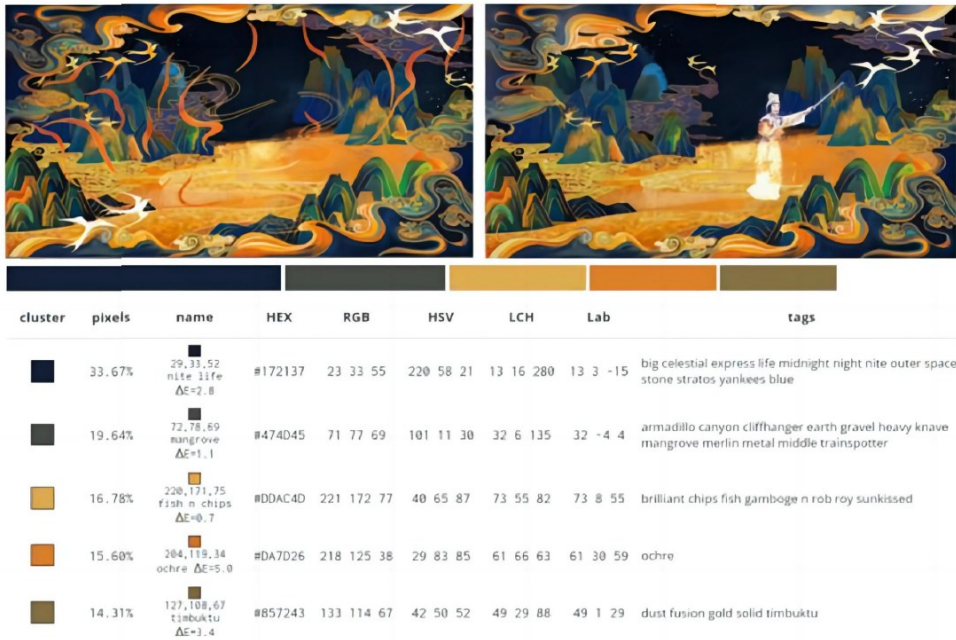 cluster pixels name HEX RGB HSV LCH Lab tags
33.67% 29,33,52 nite life ΔE=2.8 #172137 23 33 55 220 58 21 13 16 280 13 3 -15 big celestial express life midnight night nite outer space
stone stratos yankees blue
19.64% 72,78,69 mangrove ΔE=1.1 #474D45 71 77 69 101 11 30 32 6 135 32 -4 4 armadillo canyon cliffhanger earth gravel heavy knave
mangrove merlin metal middle trainspotter
16.78% 220,171,75 fish n chips ΔE=0.7 #DDAC4D 221 172 77 40 65 87 73 55 82 73 8 55 brilliant chips fish gamboge n rob roy sunkissed
15.60% 204,119,34 ochre ΔE=5.0 #DA7D26 218 125 38 29 83 85 61 66 63 61 30 59 ochre
14.31% 127,108,67 timbuktu ΔE=3.4 #857243 133 114 67 42 50 52 49 29 88 49 1 29 dust fusion gold solid timbuktu